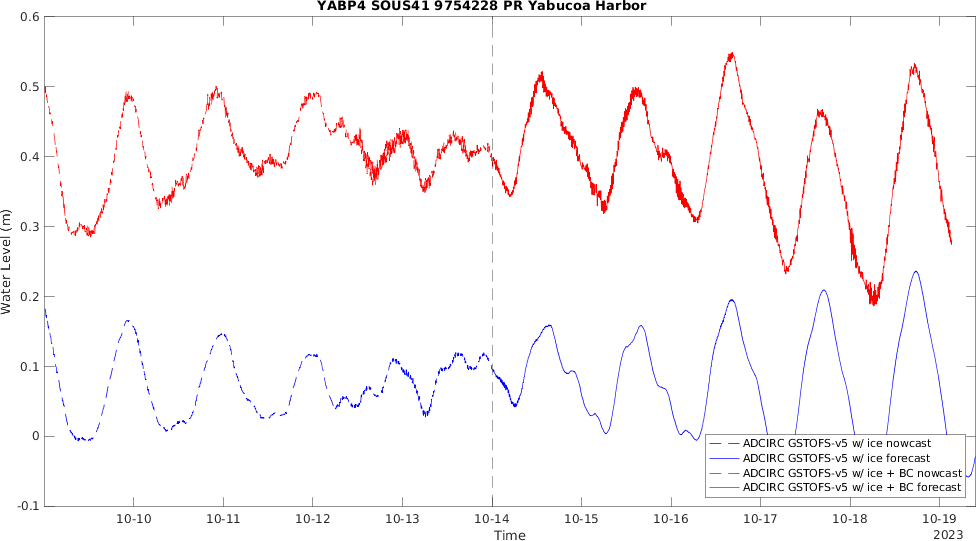 YABP4 SOUS41 9754228 PR Yabucoa Harbor
0.6
0.5
0.4
0.3
0.2
0.1
0
-0.1
Water Level (m)
ADCIRC GSTOFS-v5 w/ ice nowcast
ADCIRC GSTOFS-v5 w/ ice forecast
ADCIRC GSTOFS-v5 w/ ice + BC nowcast
ADCIRC GSTOFS-v5 w/ ice + BC forecast
10-10 10-11 10-12 10-13 10-14 10-15 10-16 10-17 10-18 10-19
Time
2023